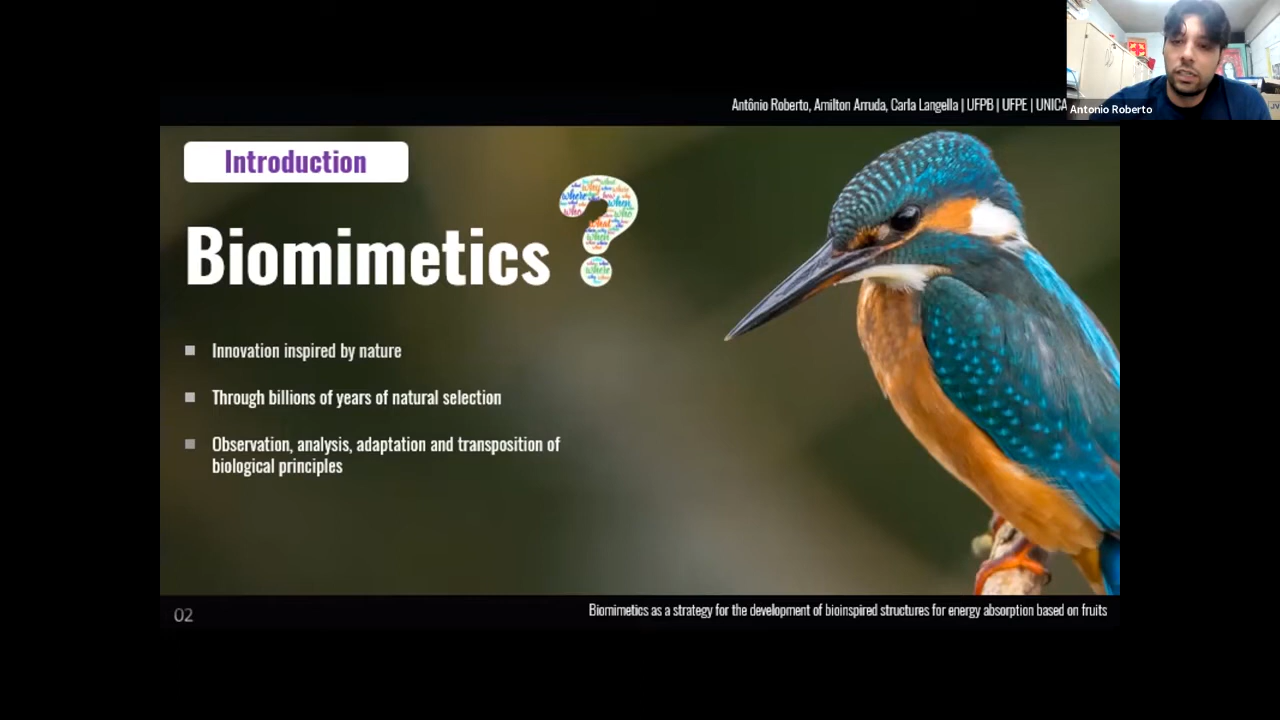 Antônio Roberto, Amilton Arruda, Carla Langella | UFPB | UFPE | UNICA
Antonio Roberto
Introduction
Biomimetics
Innovation inspired by nature
Through billions of years of natural selection
Observation, analysis, adaptation and transposition of
biological principles
02
Biomimetics as a strategy for the development of bioinspired structures for energy absorption based on fruits